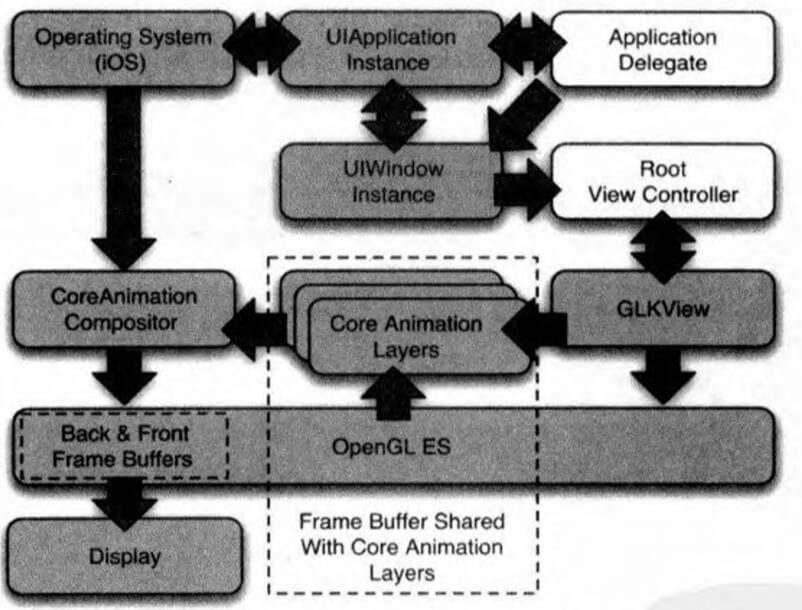 Operating System
(iOS)
UIApplication
Instance
Application
Delegate
UIWindow
Instance
Root
View Controller
CoreAnimation
Compositor
Core Animation
Layers
GLKView
Back & Front
Frame Buffers
OpenGL ES
Display
Frame Buffer Shared
With Core Animation
Layers